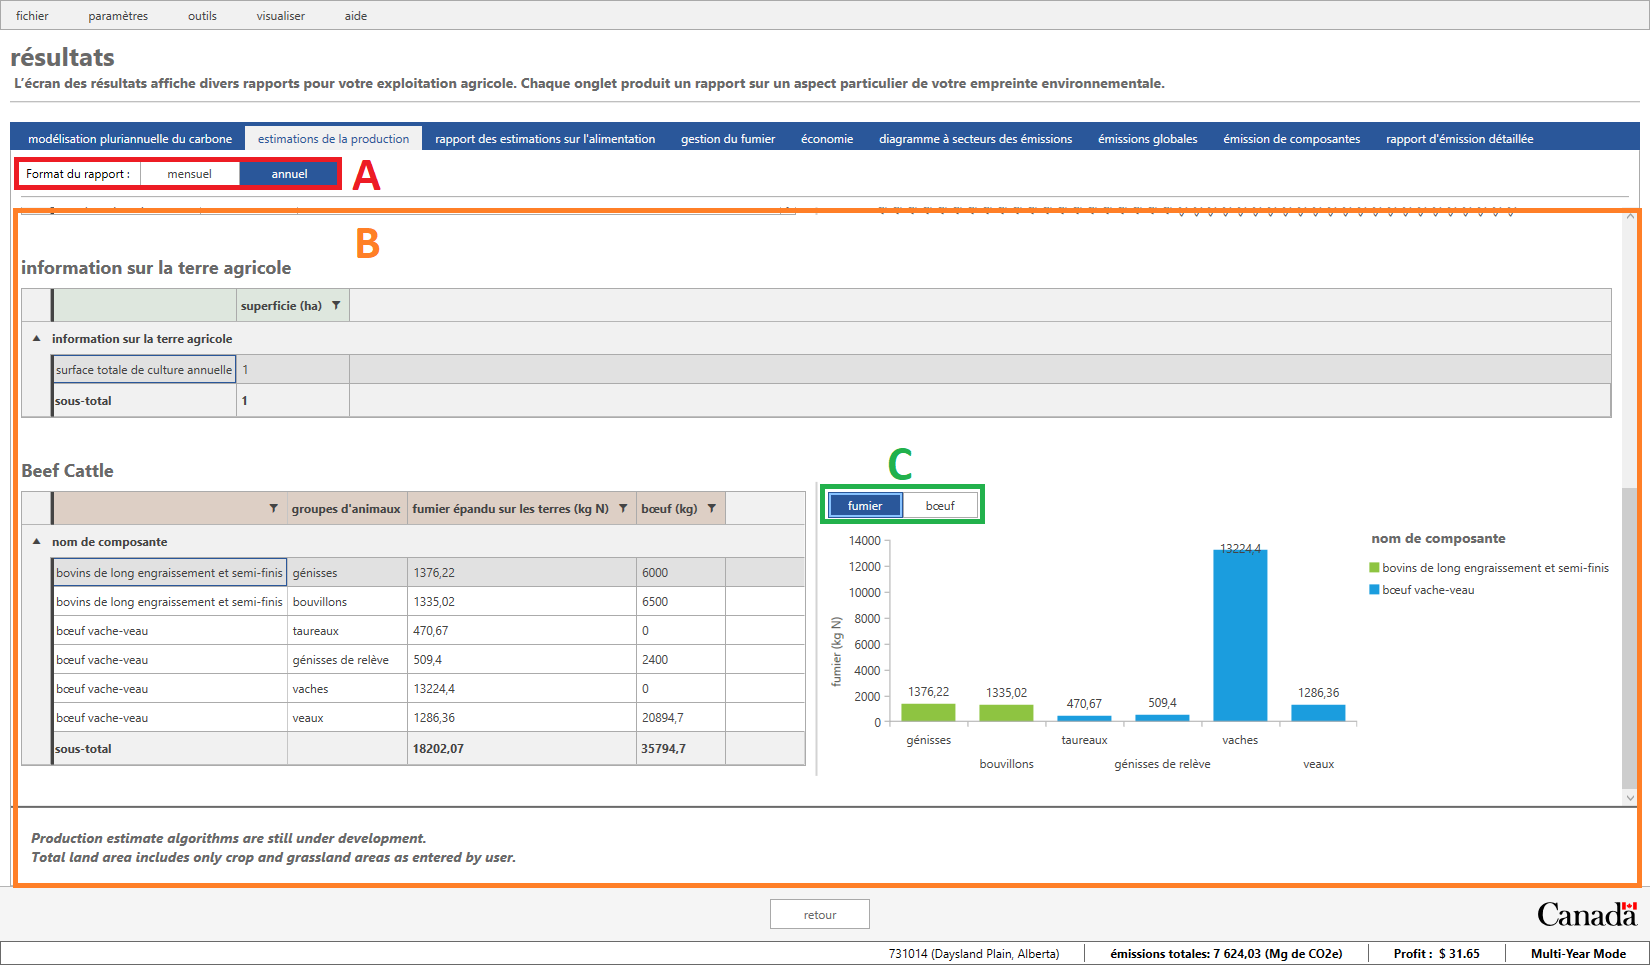 fichier paramètres outils visualiser aide
résultats
L'écran des résultats affiche divers rapports pour votre exploitation agricole. Chaque onglet produit un rapport sur un aspect particulier de votre empreinte environnementale.
modélisation pluriannuelle du carbone estimations de la production rapport des estimations sur l'alimentation gestion du fumier économie diagramme à secteurs des émissions émissions globales émission de composantes rapport d'émission détaillée
Format du rapport : mensuel annuel A
B
information sur la terre agricole
superficie (ha)
information sur la terre agricole
surface totale de culture annuelle 1
sous-total 1
Beef Cattle
C
groupes d'animaux fumier épandu sur les terres (kg N) bœuf (kg)
nom de composante
bovins de long engraissement et semi-finis génisses 1376,22 6000
bovins de long engraissement et semi-finis bouvillons 1335,02 6500
bœuf vache-veau taureaux 470,67 0
bœuf vache-veau génisses de relève 509,4 2400
bœuf vache-veau vaches 13224,4 0
bœuf vache-veau veaux 1286,36 20894,7
sous-total 18202,07 35794,7
fumier bœuf
fumier (kg N)
14000
12000
10000
8000
6000
4000
2000
0
1376,22 1335,02 470,67 509,4 13224,4 1286,36
génisses taureaux vaches
bouvillons génisses de relève veaux
nom de composante
bovins de long engraissement et semi-finis
bœuf vache-veau
Production estimate algorithms are still under development.
Total land area includes only crop and grassland areas as entered by user.
retour
Canada
731014 (Daysland Plain, Alberta) émissions totales: 7 624,03 (Mg de CO2e) Profit : $ 31.65 Multi-Year Mode